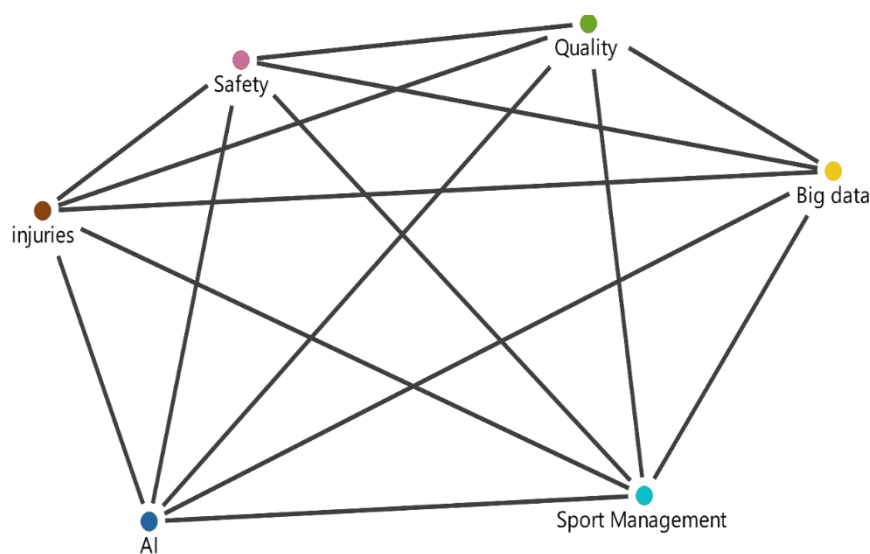 Quality
Safety
Big data
injuries
Sport Management
AI